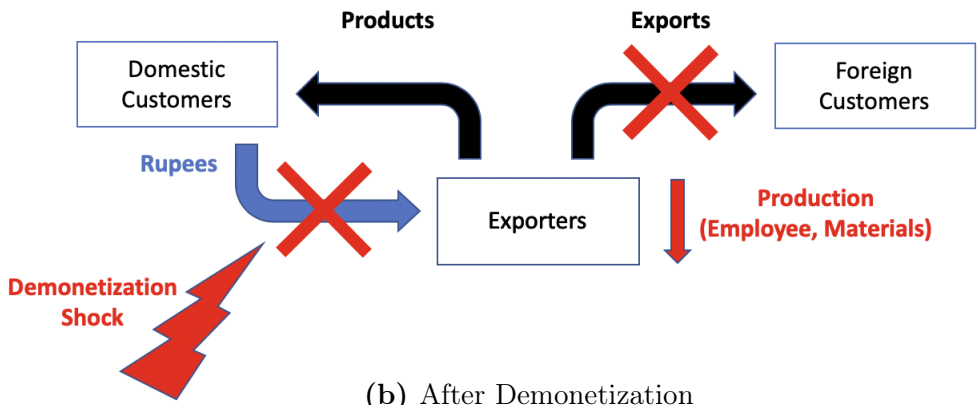 Products
Exports
Domestic
Customers
Foreign
Customers
Rupees
Exporters
Production
(Employee, Materials)
Demonetization
Shock
(b) After Demonetization